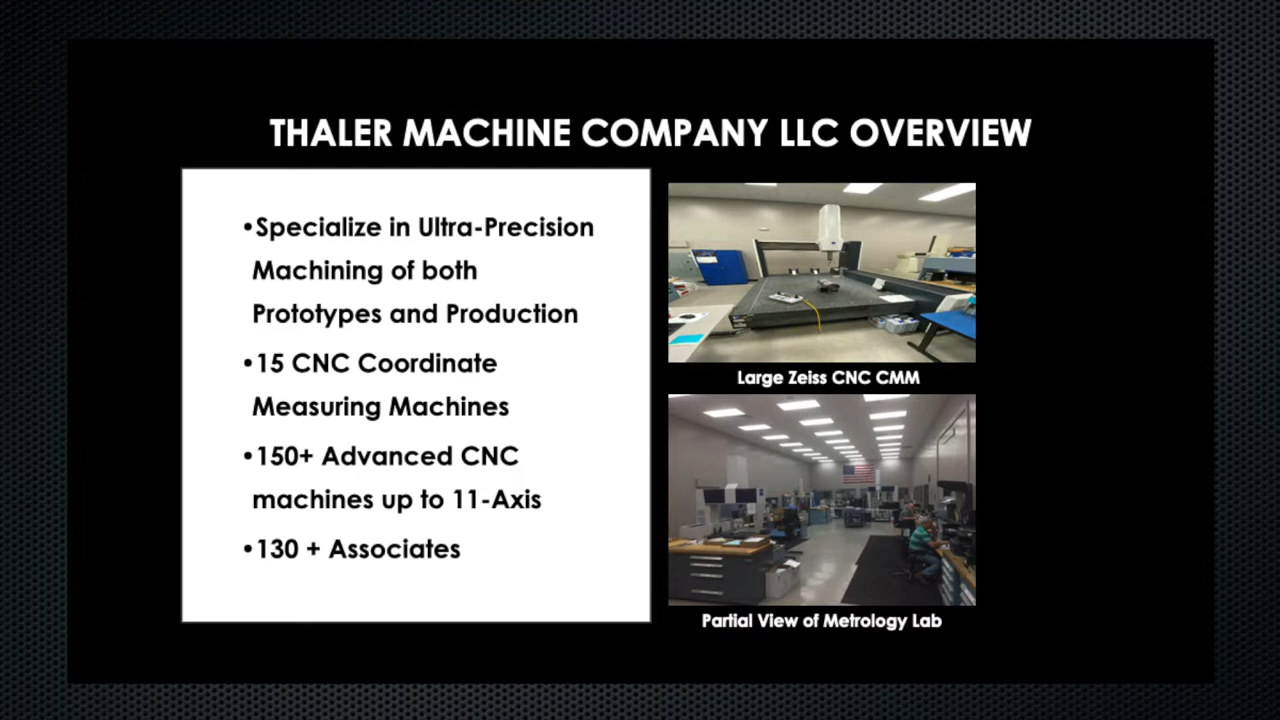 THALER MACHINE COMPANY LLC OVERVIEW
•Specialize in Ultra-Precision
Machining of both
Prototypes and Production
•15 CNC Coordinate
Measuring Machines
•150+ Advanced CNC
machines up to 11-Axis
•130 + Associates
Large Zeiss CNC CMM
Partial View of Metrology Lab